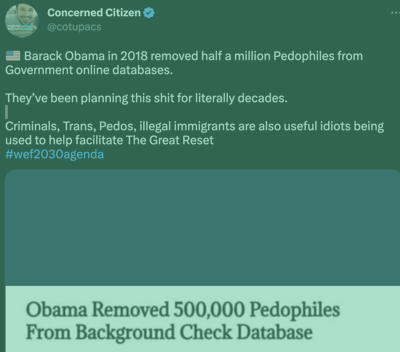 Concerned Citizen
@cotupacs
Barack Obama in 2018 removed half a million Pedophiles from
Government online databases.
They've been planning this shit for literally decades.
Criminals, Trans, Pedos, illegal immigrants are also useful idiots being
used to help facilitate The Great Reset
#wef2030agenda
Obama Removed 500,000 Pedophiles
From Background Check Database